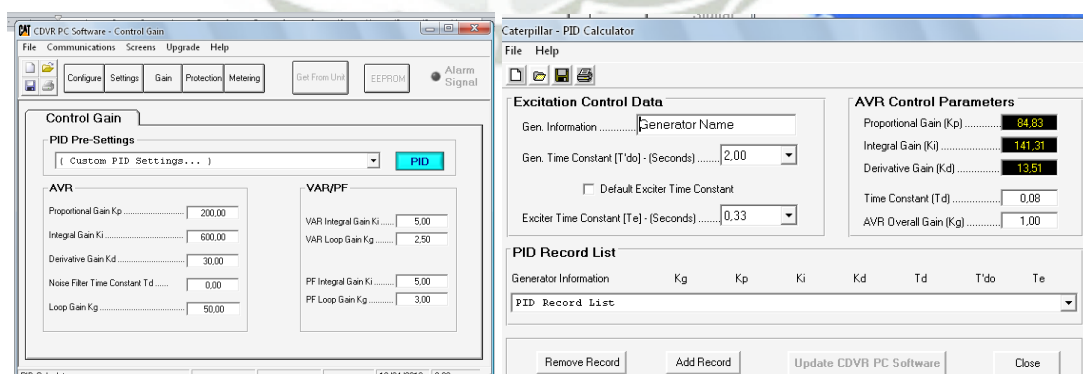 CAT CDVR PC Software - Control Gain
File Communications Screens Upgrade Help
Configure Settings Gain Protection Metering Get From Unit EEPROM Alarm Signal
Control Gain
PID Pre-Settings
( Custom PID Settings... ) PID
AVR
Proportional Gain Kp 200,00
Integral Gain Ki 600,00
Derivative Gain Kd 30,00
Noise Filter Time Constant Td 0,00
Loop Gain Kg 50,00
VAR/PF
VAR Integral Gain Ki 5,00
VAR Loop Gain Kg 2,50
PF Integral Gain Ki 5,00
PF Loop Gain Kg 3,00
Caterpillar - PID Calculator
File Help
Excitation Control Data
Gen. Information Generator Name
Gen. Time Constant [T'do] - (Seconds) 2,00
Default Exciter Time Constant
Exciter Time Constant [Te] - (Seconds) 0,33
AVR Control Parameters
Proportional Gain (Kp) 84,83
Integral Gain (Ki) 141,31
Derivative Gain (Kd) 13,51
Time Constant (Td) 0,08
AVR Overall Gain (Kg) 1,00
PID Record List
Generator Information Kg Kp Ki Kd Td T'do Te
PID Record List
Remove Record Add Record Update CDVR PC Software Close